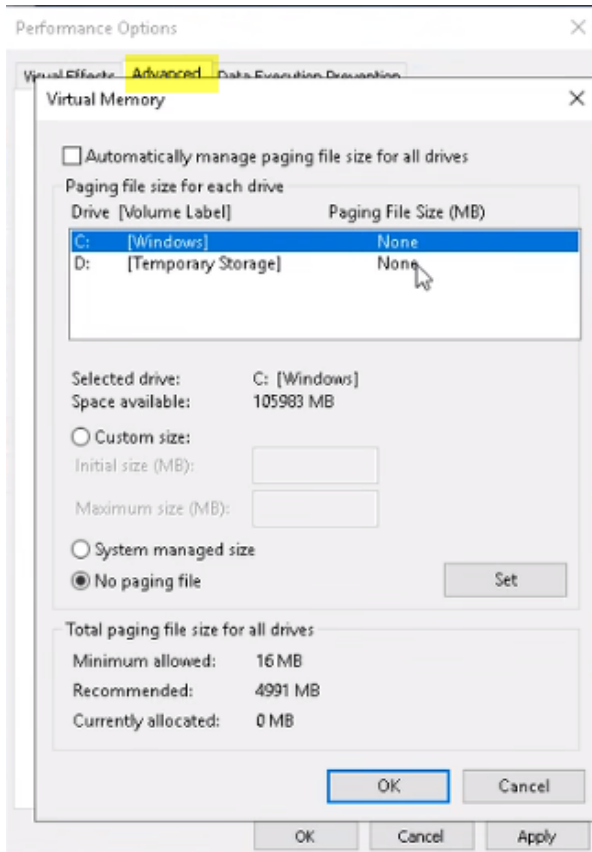 Performance Options
Visual Effects Advanced Data Execution Prevention
Virtual Memory
Automatically manage paging file size for all drives
Paging file size for each drive
Drive [Volume Label] Paging File Size (MB)
C: [Windows] None
D: [Temporary Storage] None
Selected drive: C: [Windows]
Space available: 105983 MB
Custom size:
Initial size (MB):
Maximum size (MB):
System managed size
No paging file Set
Total paging file size for all drives
Minimum allowed: 16 MB
Recommended: 4991 MB
Currently allocated: 0 MB
OK Cancel
OK Cancel Apply